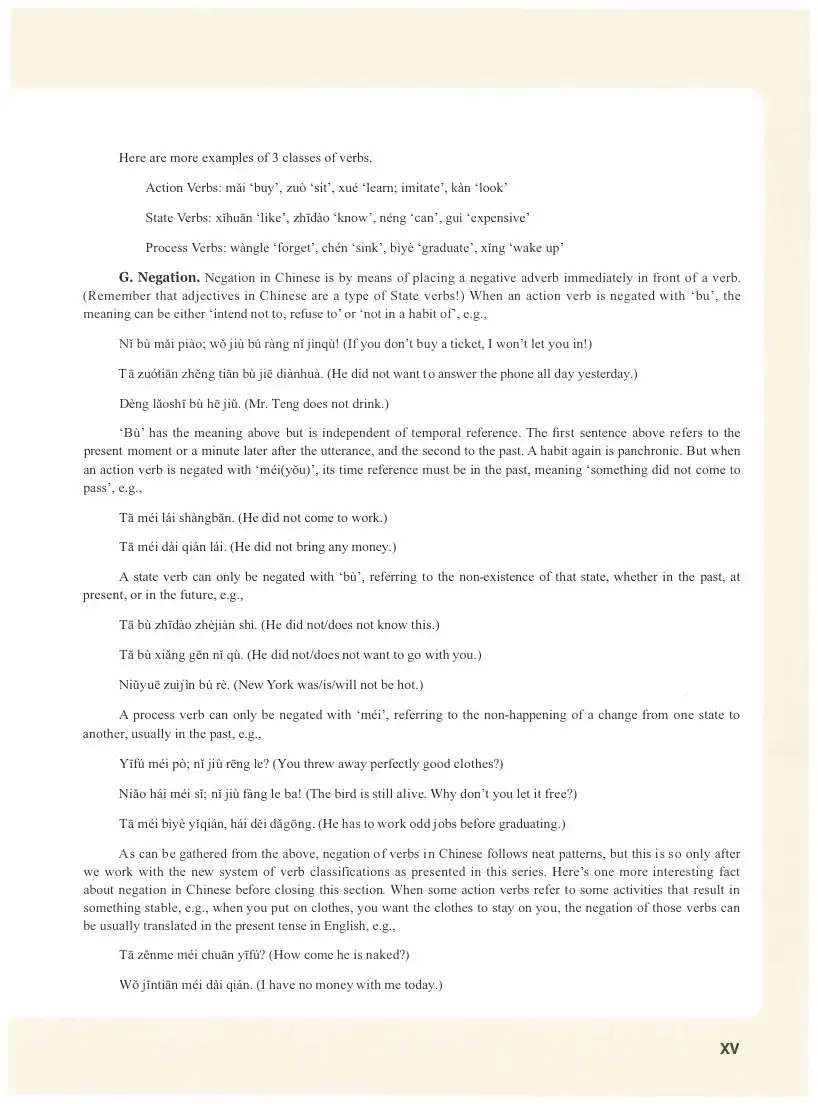 Here are more examples of 3 classes of verbs.
Action Verbs: mǎi ‘buy’, zuò ‘sit’, xué ‘learn; imitate’, kàn ‘look’
State Verbs: xǐhuān ‘like’, zhīdào ‘know’, néng ‘can’, guì ‘expensive’
Process Verbs: wàngle ‘forget’, chén ‘sink’, bìyè ‘graduate’, xǐng ‘wake up’
G. Negation. Negation in Chinese is by means of placing a negative adverb immediately in front of a verb.
(Remember that adjectives in Chinese are a type of State verbs!) When an action verb is negated with ‘bu’, the
meaning can be either ‘intend not to, refuse to’ or ‘not in a habit of’, e.g.,
Nǐ bù mǎi piào; wǒ jiù bú ràng nǐ jìnqù! (If you don’t buy a ticket, I won’t let you in!)
Tā zuótiān zhěng tiān bù jiē diànhuà. (He did not want to answer the phone all day yesterday.)
Dèng lǎoshī bù hē jiǔ. (Mr. Teng does not drink.)
‘Bù’ has the meaning above but is independent of temporal reference. The first sentence above refers to the
present moment or a minute later after the utterance, and the second to the past. A habit again is panchronic. But when
an action verb is negated with ‘méi(yǒu)’, its time reference must be in the past, meaning ‘something did not come to
pass’, e.g.,
Tā méi lái shàngbān. (He did not come to work.)
Tā méi dài qián lái. (He did not bring any money.)
A state verb can only be negated with ‘bù’, referring to the non-existence of that state, whether in the past, at
present, or in the future, e.g.,
Tā bù zhīdào zhèjiàn shì. (He did not/does not know this.)
Tā bù xiǎng gēn nǐ qù. (He did not/does not want to go with you.)
Niǔyuē zuìjìn bú rè. (New York was/is/will not be hot.)
A process verb can only be negated with ‘méi’, referring to the non-happening of a change from one state to
another, usually in the past, e.g.,
Yīfú méi pò; nǐ jiù rēng le? (You threw away perfectly good clothes?)
Niǎo hái méi sǐ; nǐ jiù fàng le ba! (The bird is still alive. Why don’t you let it free?)
Tā méi bìyè yǐqián, hái děi dǎgōng. (He has to work odd jobs before graduating.)
As can be gathered from the above, negation of verbs in Chinese follows neat patterns, but this is so only after
we work with the new system of verb classifications as presented in this series. Here’s one more interesting fact
about negation in Chinese before closing this section. When some action verbs refer to some activities that result in
something stable, e.g., when you put on clothes, you want the clothes to stay on you, the negation of those verbs can
be usually translated in the present tense in English, e.g.,
Tā zěnme méi chuān yīfú? (How come he is naked?)
Wǒ jīntiān méi dài qián. (I have no money with me today.)
XV